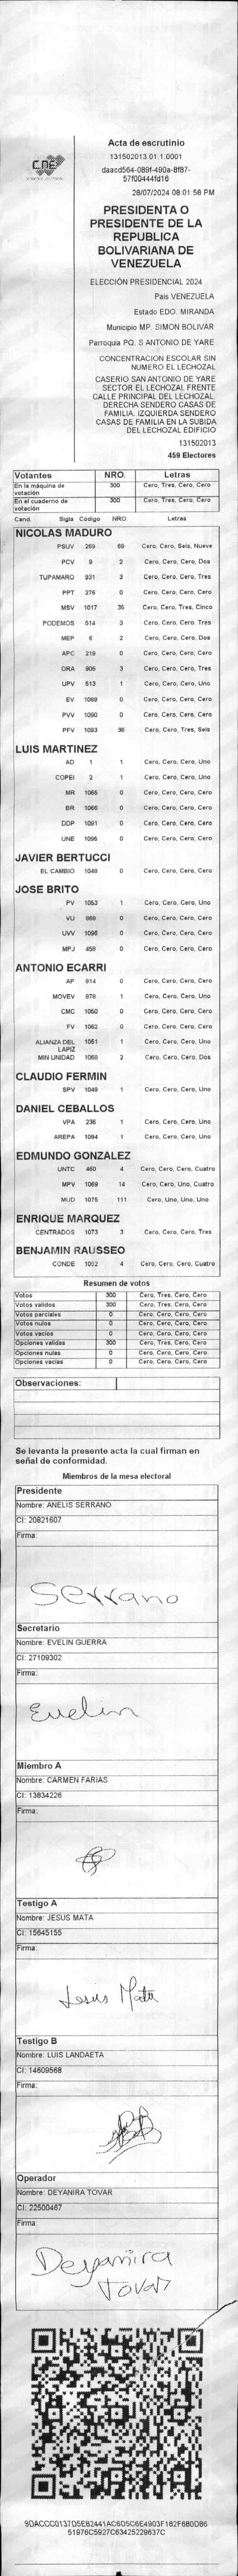 CNE
Acta de escrutinio
131502013.01.1.0001
daacd564-089f-490a-8f87-
57f00444fd16
28/07/2024 08:01:58 PM
PRESIDENTA O
PRESIDENTE DE LA
REPUBLICA
BOLIVARIANA DE
VENEZUELA
ELECCIÓN PRESIDENCIAL 2024
Pais VENEZUELA
Estado EDO. MIRANDA
Municipio MP. SIMON BOLIVAR
Parroquia PQ. S ANTONIO DE YARE
CONCENTRACION ESCOLAR SIN
NUMERO EL LECHOZAL
CASERIO SAN ANTONIO DE YARE
SECTOR EL LECHOZAL. FRENTE
CALLE PRINCIPAL DEL LECHOZAL.
DERECHA SENDERO CASAS DE
FAMILIA. IZQUIERDA SENDERO
CASAS DE FAMILIA EN LA SUBIDA
DEL LECHOZAL EDIFICIO
131502013
459 Electores
Votantes NRO. Letras
En la máquina de votación 300 Cero, Tres, Cero, Cero
En el cuaderno de votación 300 Cero, Tres, Cero, Cero
Cand. Sigla Código NRO. Letras
NICOLAS MADURO
PSUV 269 69 Cero, Cero, Seis, Nueve
PCV 9 2 Cero, Cero, Cero, Dos
TUPAMARO 931 3 Cero, Cero, Cero, Tres
PPT 276 0 Cero, Cero, Cero, Cero
MSV 1017 35 Cero, Cero, Tres, Cinco
PODEMOS 514 3 Cero, Cero, Cero, Tres
MEP 6 2 Cero, Cero, Cero, Dos
APC 219 0 Cero, Cero, Cero, Cero
ORA 906 3 Cero, Cero, Cero, Tres
UPV 513 1 Cero, Cero, Cero, Uno
EV 1089 0 Cero, Cero, Cero, Cero
PVV 1090 0 Cero, Cero, Cero, Cero
PFV 1093 36 Cero, Cero, Tres, Seis
LUIS MARTINEZ
AD 1 1 Cero, Cero, Cero, Uno
COPEI 2 1 Cero, Cero, Cero, Uno
MR 1065 0 Cero, Cero, Cero, Cero
BR 1066 0 Cero, Cero, Cero, Cero
DDP 1091 0 Cero, Cero, Cero, Cero
UNE 1095 0 Cero, Cero, Cero, Cero
JAVIER BERTUCCI
EL CAMBIO 1048 0 Cero, Cero, Cero, Cero
JOSE BRITO
PV 1053 1 Cero, Cero, Cero, Uno
VU 868 0 Cero, Cero, Cero, Cero
UVV 1096 0 Cero, Cero, Cero, Cero
MPJ 458 0 Cero, Cero, Cero, Cero
ANTONIO ECARRI
AP 814 0 Cero, Cero, Cero, Cero
MOVEV 878 1 Cero, Cero, Cero, Uno
CMC 1050 0 Cero, Cero, Cero, Cero
FV 1062 0 Cero, Cero, Cero, Cero
ALIANZA DEL LAPIZ 1051 1 Cero, Cero, Cero, Uno
MIN UNIDAD 1068 2 Cero, Cero, Cero, Dos
CLAUDIO FERMIN
SPV 1049 1 Cero, Cero, Cero, Uno
DANIEL CEBALLOS
VPA 236 1 Cero, Cero, Cero, Uno
AREPA 1094 1 Cero, Cero, Cero, Uno
EDMUNDO GONZALEZ
UNTC 460 4 Cero, Cero, Cero, Cuatro
MPV 1069 14 Cero, Cero, Uno, Cuatro
MUD 1075 111 Cero, Uno, Uno, Uno
ENRIQUE MARQUEZ
CENTRADOS 1073 3 Cero, Cero, Cero, Tres
BENJAMIN RAUSSEO
CONDE 1092 4 Cero, Cero, Cero, Cuatro
Resumen de votos
Votos 300 Cero, Tres, Cero, Cero
Votos validos 300 Cero, Tres, Cero, Cero
Votos parciales 0 Cero, Cero, Cero, Cero
Votos nulos 0 Cero, Cero, Cero, Cero
Votos vacios 0 Cero, Cero, Cero, Cero
Opciones validas 300 Cero, Tres, Cero, Cero
Opciones nulas 0 Cero, Cero, Cero, Cero
Opciones vacias 0 Cero, Cero, Cero, Cero
Observaciones:
Se levanta la presente acta la cual firman en
señal de conformidad.
Miembros de la mesa electoral
Presidente
Nombre: ANELIS SERRANO
CI: 20821607
Firma:
Serrano
Secretario
Nombre: EVELIN GUERRA
CI: 27109302
Firma:
Evelin
Miembro A
Nombre: CARMEN FARIAS
CI: 13834226
Firma:
Testigo A
Nombre: JESUS MATA
CI: 15645155
Firma:
Jesus Mata
Testigo B
Nombre: LUIS LANDAETA
CI: 14609568
Firma:
Operador
Nombre: DEYANIRA TOVAR
CI: 22500467
Firma:
Deyanira
Tovar
9DACCC0137D5E82441AC6D5C6E4903F182F680D86
51976C5927C63425229637C